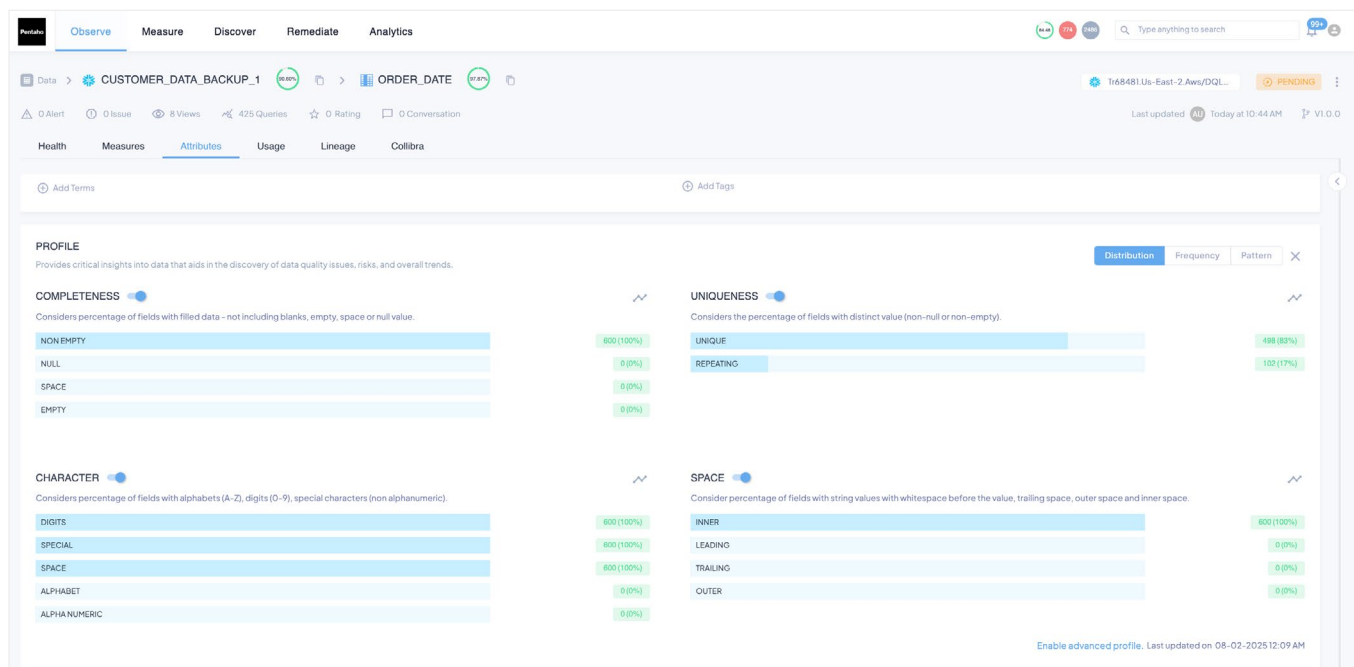 Pentaho Observe Measure Discover Remediate Analytics 84.48 774 2486 Type anything to search 99+
Data > CUSTOMER_DATA_BACKUP_1 99.60% > ORDER_DATE 97.87% Tr68481.Us-East-2.Aws/DQL... PENDING
0 Alert 0 Issue 8 Views 425 Queries 0 Rating 0 Conversation Last updated AU Today at 10:44 AM V1.0.0
Health Measures Attributes Usage Lineage Collibra
Add Terms Add Tags
PROFILE
Provides critical insights into data that aids in the discovery of data quality issues, risks, and overall trends.
Distribution Frequency Pattern
COMPLETENESS
Considers percentage of fields with filled data - not including blanks, empty, space or null value.
NON EMPTY 600 (100%)
NULL 0 (0%)
SPACE 0 (0%)
EMPTY 0 (0%)
UNIQUENESS
Considers the percentage of fields with distinct value (non-null or non-empty).
UNIQUE 498 (83%)
REPEATING 102 (17%)
CHARACTER
Considers percentage of fields with alphabets (A-Z), digits (0-9), special characters (non alphanumeric).
DIGITS 600 (100%)
SPECIAL 600 (100%)
SPACE 600 (100%)
ALPHABET 0 (0%)
ALPHA NUMERIC 0 (0%)
SPACE
Consider percentage of fields with string values with whitespace before the value, trailing space, outer space and inner space.
INNER 600 (100%)
LEADING 0 (0%)
TRAILING 0 (0%)
OUTER 0 (0%)
Enable advanced profile. Last updated on 08-02-2025 12:09 AM